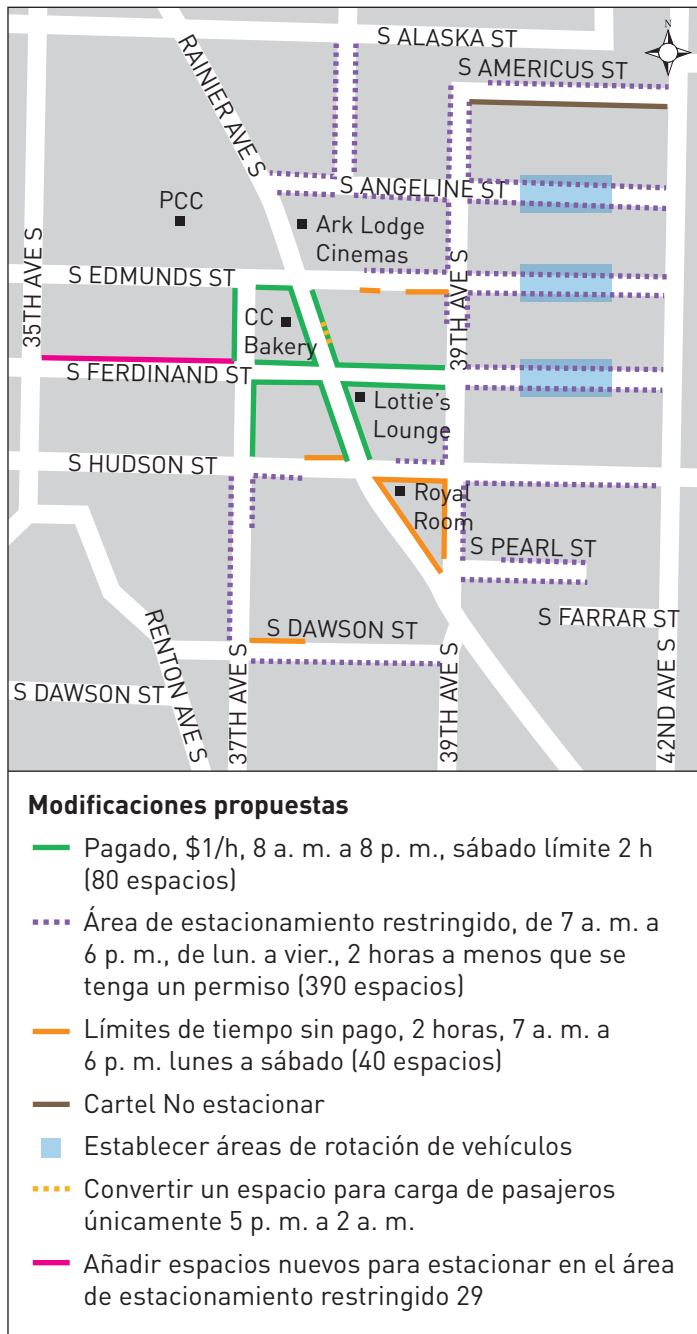 N
S ALASKA ST
RAINIER AVE S
S AMERICUS ST
S ANGELINE ST
PCC
Ark Lodge
Cinemas
35TH AVE S
S EDMUNDS ST
39TH AVE S
CC
Bakery
S FERDINAND ST
Lottie's
Lounge
S HUDSON ST
Royal
Room
S PEARL ST
S FARRAR ST
RENTON AVE S
S DAWSON ST
S DAWSON ST
37TH AVE S
39TH AVE S
42ND AVE S
Modificaciones propuestas
Pagado, $1/h, 8 a. m. a 8 p. m., sábado límite 2 h
(80 espacios)
Área de estacionamiento restringido, de 7 a. m. a
6 p. m., de lun. a vier., 2 horas a menos que se
tenga un permiso (390 espacios)
Límites de tiempo sin pago, 2 horas, 7 a. m. a
6 p. m. lunes a sábado (40 espacios)
Cartel No estacionar
Establecer áreas de rotación de vehículos
Convertir un espacio para carga de pasajeros
únicamente 5 p. m. a 2 a. m.
Añadir espacios nuevos para estacionar en el área
de estacionamiento restringido 29